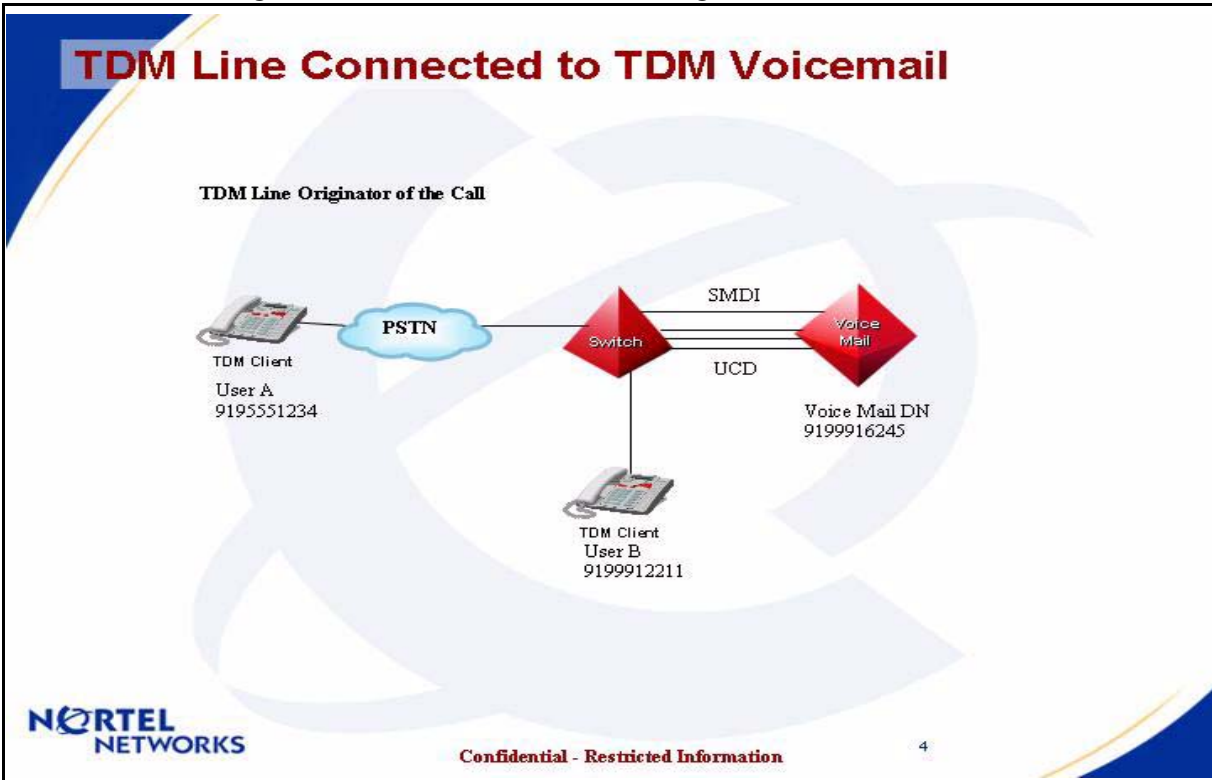 TDM Line Connected to TDM Voicemail
TDM Line Originator of the Call
SMDI
PSTN
Switch
Voice
Mail
UCD
TDM Client
User A
9195551234
Voice Mail DN
9199916245
TDM Client
User B
9199912211
NORTEL
NETWORKS
Confidential - Restricted Information
4